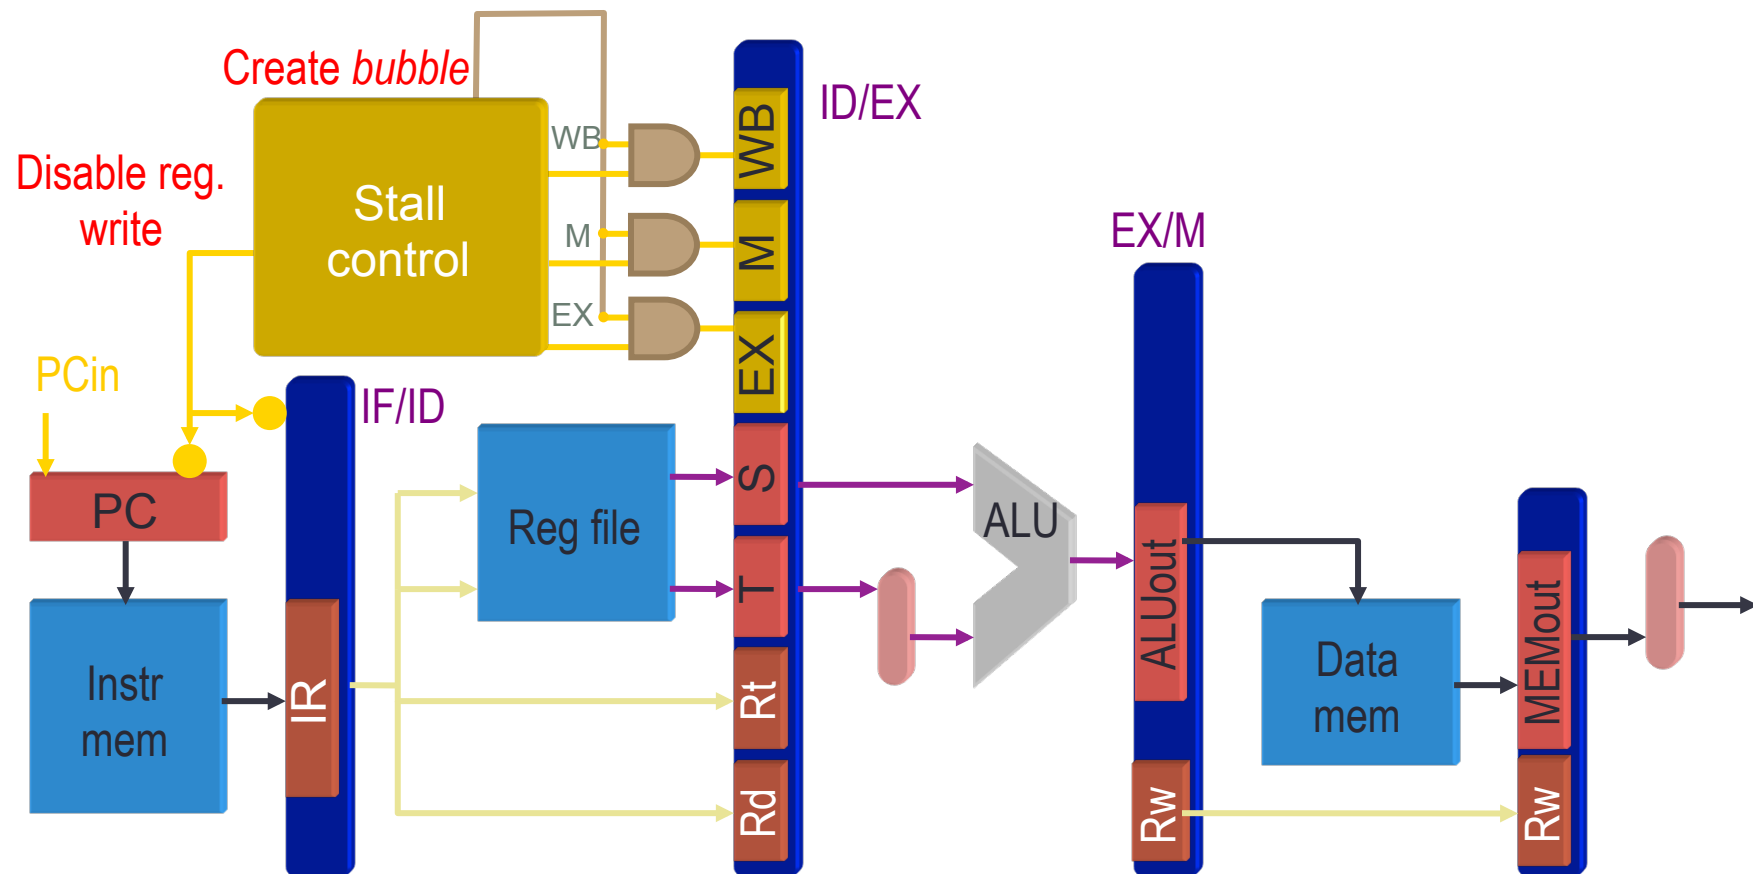 Create bubble
Disable reg.
write
Stall
control
WB
M
EX
WB
M
EX
ID/EX
EX/M
PCin
IF/ID
PC
Instr
mem
IR
Reg file
S
T
Rt
Rd
ALU
ALUout
Rw
Data
mem
MEMout
Rw